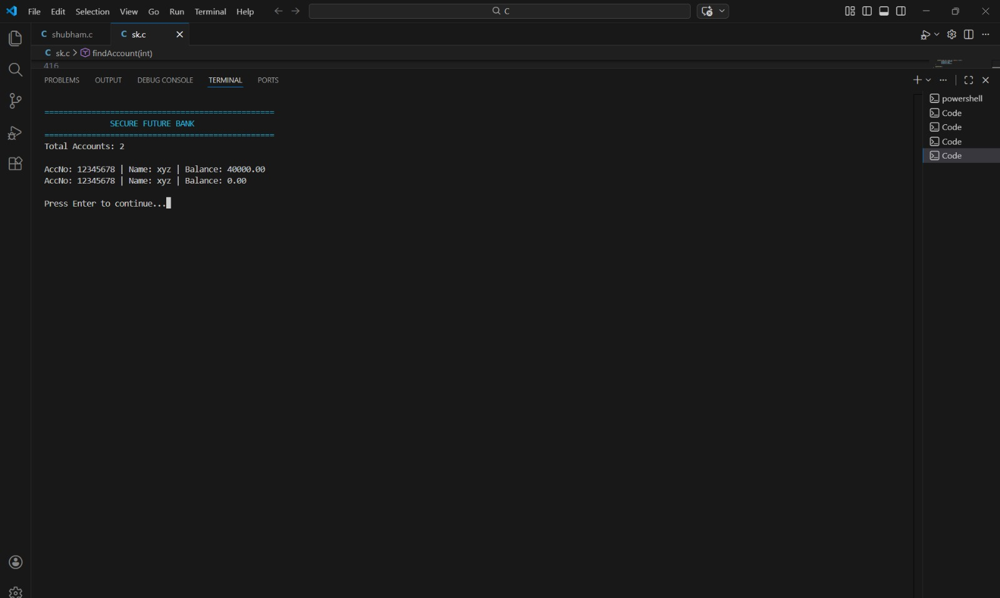 File Edit Selection View Go Run Terminal Help
C
C shubham.c
C sk.c
C sk.c > findAccount(int)
416
PROBLEMS OUTPUT DEBUG CONSOLE TERMINAL PORTS
=================================================
SECURE FUTURE BANK
=================================================
Total Accounts: 2
AccNo: 12345678 | Name: xyz | Balance: 40000.00
AccNo: 12345678 | Name: xyz | Balance: 0.00
Press Enter to continue...
powershell
Code
Code
Code
Code